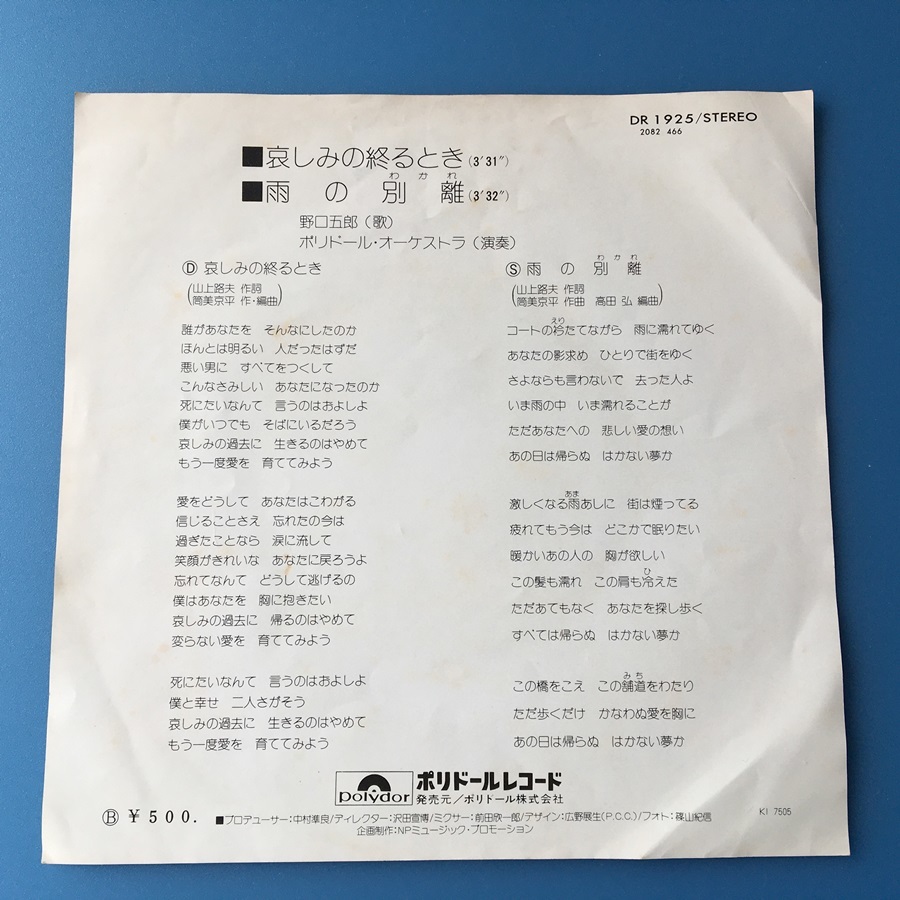 DR 1925/STEREO
2082 466
■哀しみの終るとき(3'31")
わかれ
■雨の別離(3'32")
野口五郎(歌)
ポリドール・オーケストラ(演奏)
Ⓓ 哀しみの終るとき
(山上路夫 作詞
筒美京平 作・編曲)
誰があなたを そんなにしたのか
ほんとは明るい 人だったはずだ
悪い男に すべてをつくして
こんなさみしい あなたになったのか
死にたいなんて 言うのはおよしよ
僕がいつでも そばにいるだろう
哀しみの過去に 生きるのはやめて
もう一度愛を 育ててみよう
愛をどうして あなたはこわがる
信じることさえ 忘れたの今は
過ぎたことなら 涙に流して
笑顔がきれいな あなたに戻ろうよ
忘れてなんて どうして逃げるの
僕はあなたを 胸に抱きたい
哀しみの過去に 帰るのはやめて
変らない愛を 育ててみよう
死にたいなんて 言うのはおよしよ
僕と幸せ 二人さがそう
哀しみの過去に 生きるのはやめて
もう一度愛を 育ててみよう
わかれ
Ⓢ 雨の別離
(山上路夫 作詞
筒美京平 作曲 高田 弘 編曲)
えり
コートの衿たてながら 雨に濡れてゆく
あなたの影求め ひとりで街をゆく
さよならも言わないで 去った人よ
いま雨の中 いま濡れることが
ただあなたへの 悲しい愛の想い
あの日は帰らぬ はかない夢か
あま
激しくなる雨あしに 街は煙ってる
疲れてもう今は どこかで眠りたい
暖かいあの人の 胸が欲しい
ひ
この髪も濡れ この肩も冷えた
ただあてもなく あなたを探し歩く
すべては帰らぬ はかない夢か
みち
この橋をこえ この舗道をわたり
ただ歩くだけ かなわぬ愛を胸に
あの日は帰らぬ はかない夢か
polydor
ポリドールレコード
発売元/ポリドール株式会社
Ⓑ ¥500.
■プロデューサー:中村準良/ディレクター:沢田宣博/ミクサー:前田欣一郎/デザイン:広野展生(P.C.C.)/フォト:篠山紀信
企画制作:NPミュージック・プロモーション
KI 7505